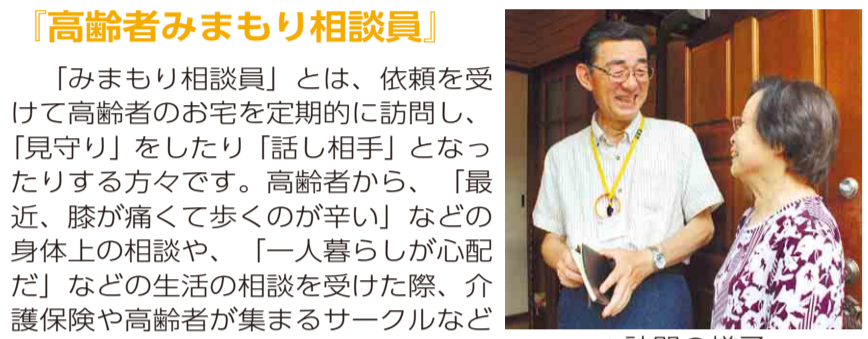 『高齢者みまもり相談員』
「みまもり相談員」とは、依頼を受
けて高齢者のお宅を定期的に訪問し、
「見守り」をしたり「話し相手」となっ
たりする方々です。高齢者から、「最
近、膝が痛くて歩くのが辛い」などの
身体上の相談や、「一人暮らしが心配
だ」などの生活の相談を受けた際、介
護保険や高齢者が集まるサークルなど